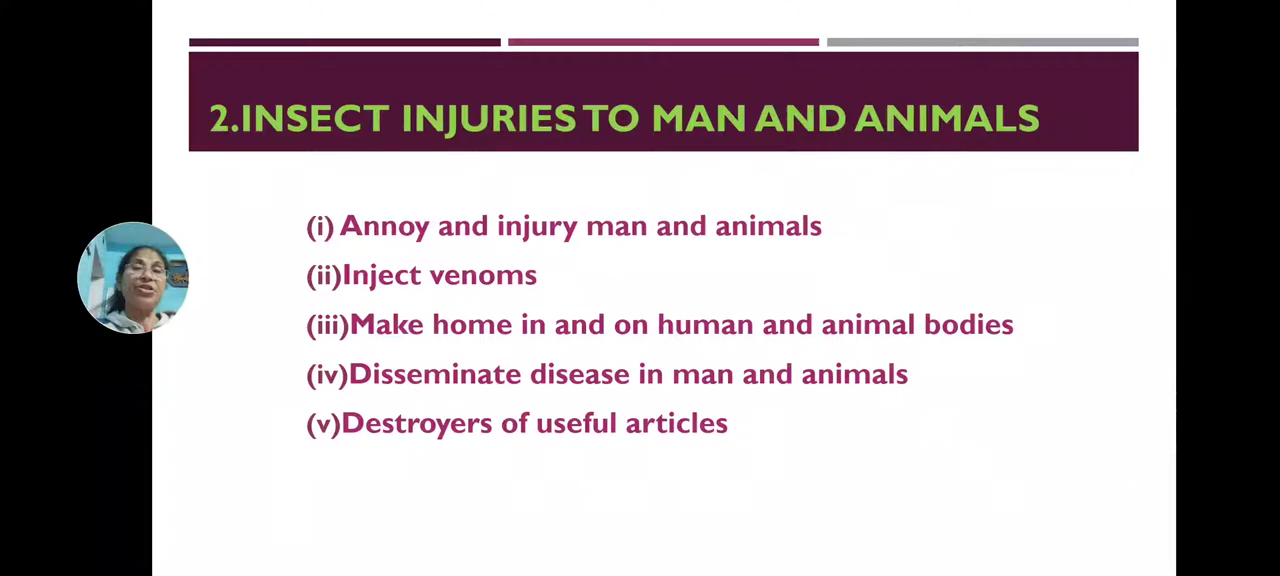 2.INSECT INJURIES TO MAN AND ANIMALS
(i) Annoy and injury man and animals
(ii)Inject venoms
(iii)Make home in and on human and animal bodies
(iv)Disseminate disease in man and animals
(v)Destroyers of useful articles